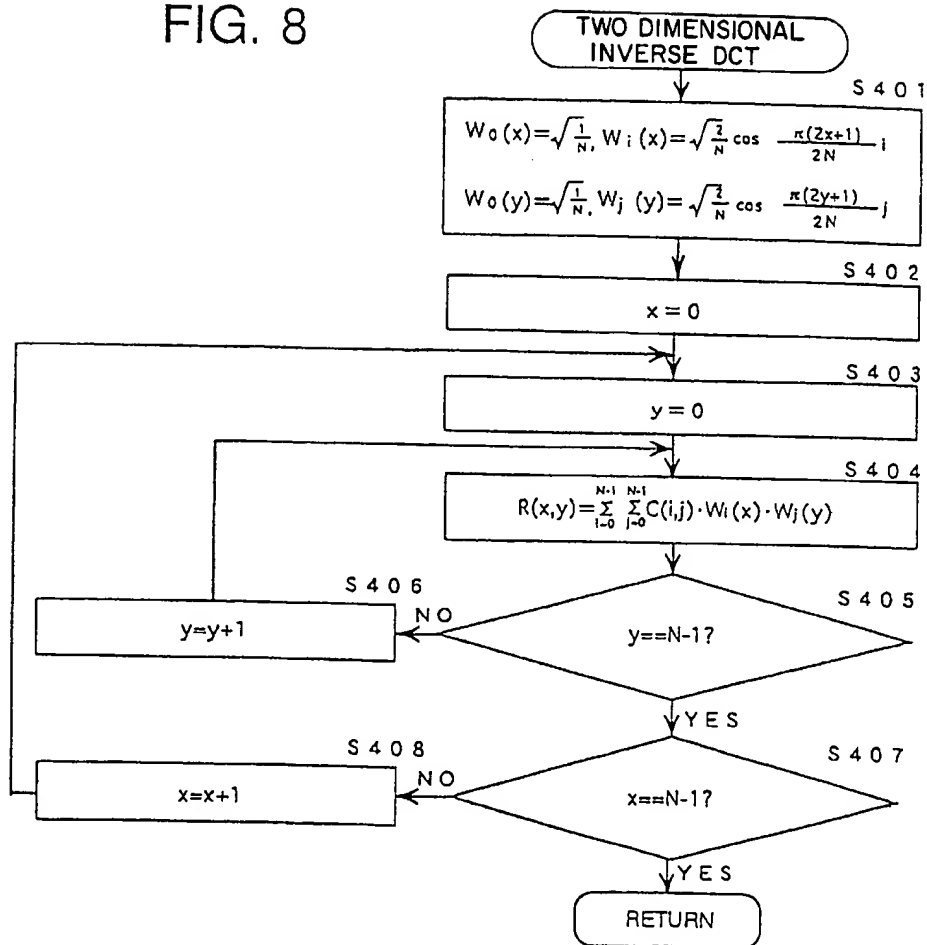 FIG. 8
TWO DIMENSIONAL
INVERSE DCT
S401
W₀(x)=√(1/N), Wᵢ(x)=√(2/N) cos π(2x+1)/2N i
W₀(y)=√(1/N), Wⱼ(y)=√(2/N) cos π(2y+1)/2N j
S402
x=0
S403
y=0
S404
R(x,y)=Σ_{i=0}^{N-1} Σ_{j=0}^{N-1} C(i,j)·Wi(x)·Wj(y)
S406
y=y+1
NO
S405
y==N-1?
YES
S408
x=x+1
NO
S407
x==N-1?
YES
RETURN